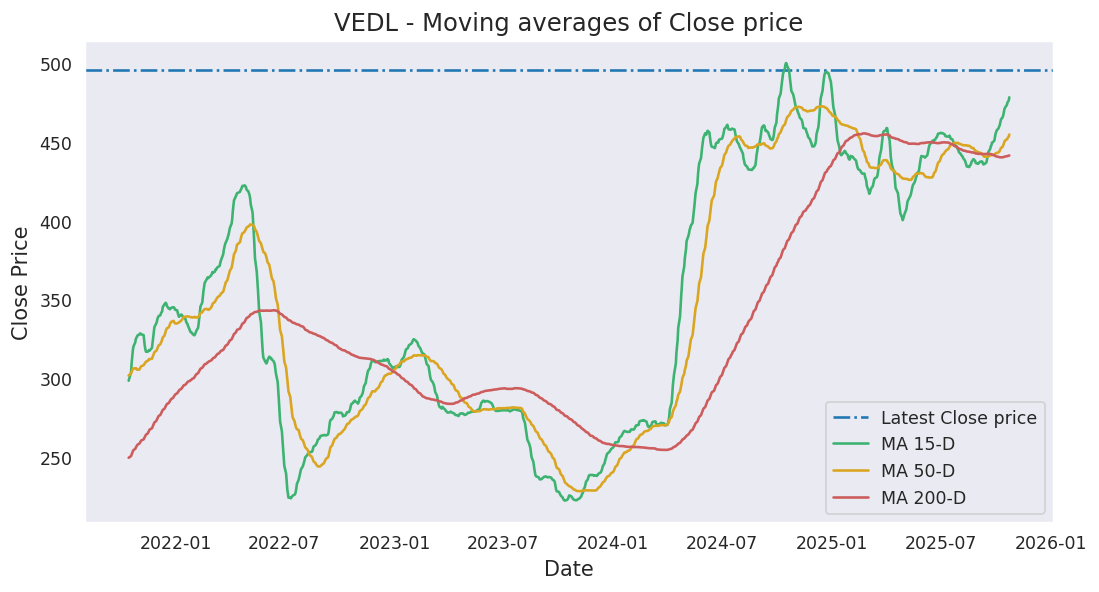 VEDL - Moving averages of Close price
Close Price
500
450
400
350
300
250
Latest Close price
MA 15-D
MA 50-D
MA 200-D
2022-01 2022-07 2023-01 2023-07 2024-01 2024-07 2025-01 2025-07 2026-01
Date